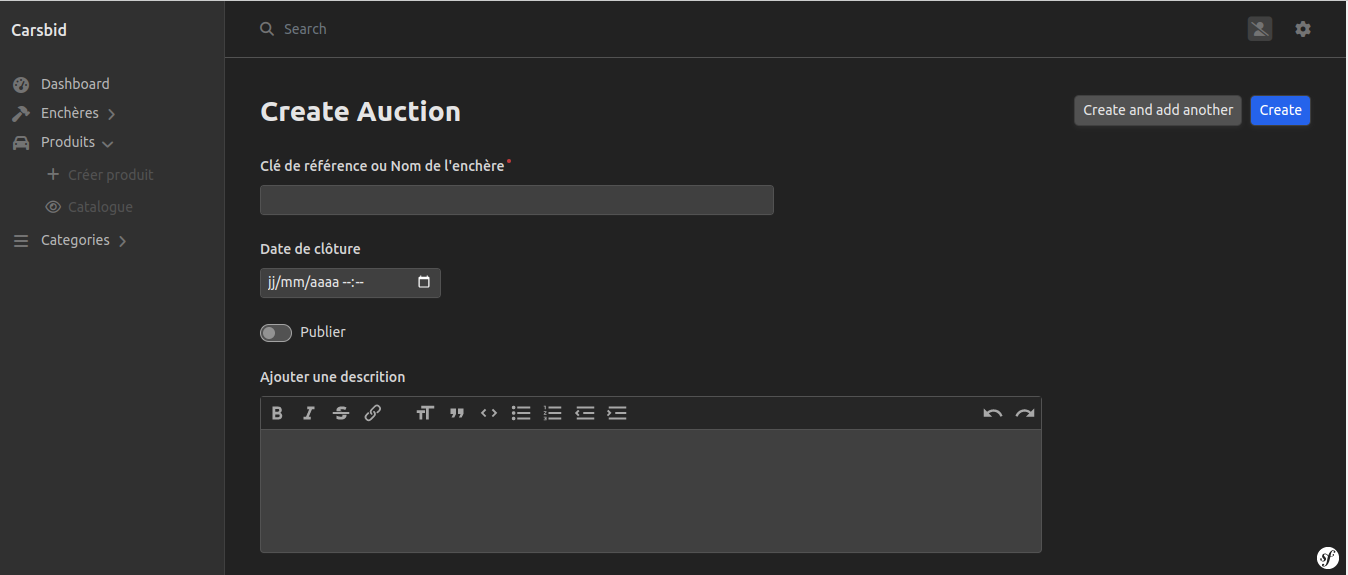 Carsbid
Search
Dashboard
Enchères
Produits
Créer produit
Catalogue
Categories
Create Auction
Create and add another
Create
Clé de référence ou Nom de l'enchère*
Date de clôture
jj/mm/aaaa --:--
Publier
Ajouter une descrition
sf